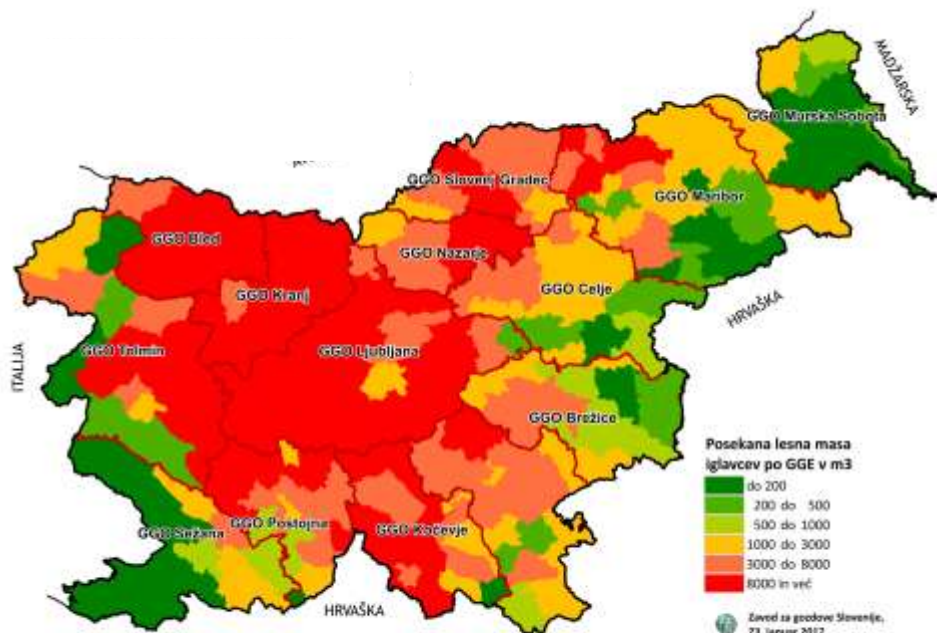 MADŽARSKA
GGO Murska Sobota
GGO Slovenj Gradec
GGO Maribor
GGO Bled
GGO Nazarje
GGO Kranj
GGO Celje
HRVAŠKA
ITALIJA
GGO Tolmin
GGO Ljubljana
GGO Brežice
GGO Sežana
GGO Postojna
GGO Kočevje
HRVAŠKA
Posekana lesna masa
iglavcev po GGE v m3
do 200
200 do 500
500 do 1000
1000 do 3000
3000 do 8000
8000 in več
Zavod za gozdove Slovenije,
23. januar 2017